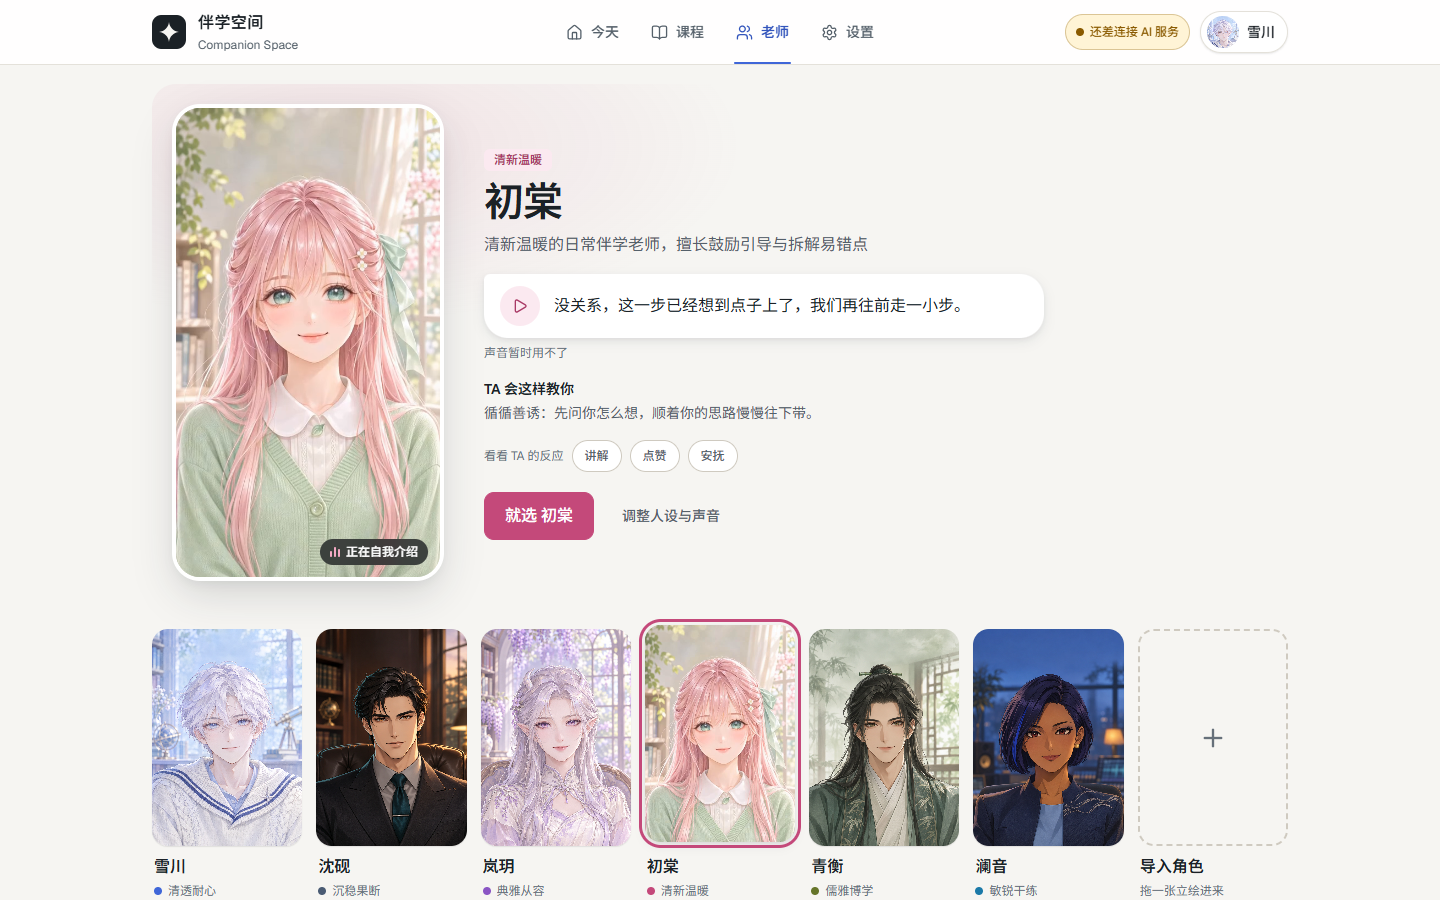 伴学空间
Companion Space
今天
课程
老师
设置
还差连接 AI 服务
雪川
清新温暖
初棠
清新温暖的日常伴学老师，擅长鼓励引导与拆解易错点
没关系，这一步已经想到点子上了，我们再往前走一小步。
声音暂时用不了
TA 会这样教你
循循善诱：先问你怎么想，顺着你的思路慢慢往下带。
看看 TA 的反应
讲解
点赞
安抚
就选 初棠
调整人设与声音
正在自我介绍
雪川
清透耐心
沈砚
沉稳果断
岚玥
典雅从容
初棠
清新温暖
青衡
儒雅博学
澜音
敏锐干练
导入角色
拖一张立绘进来